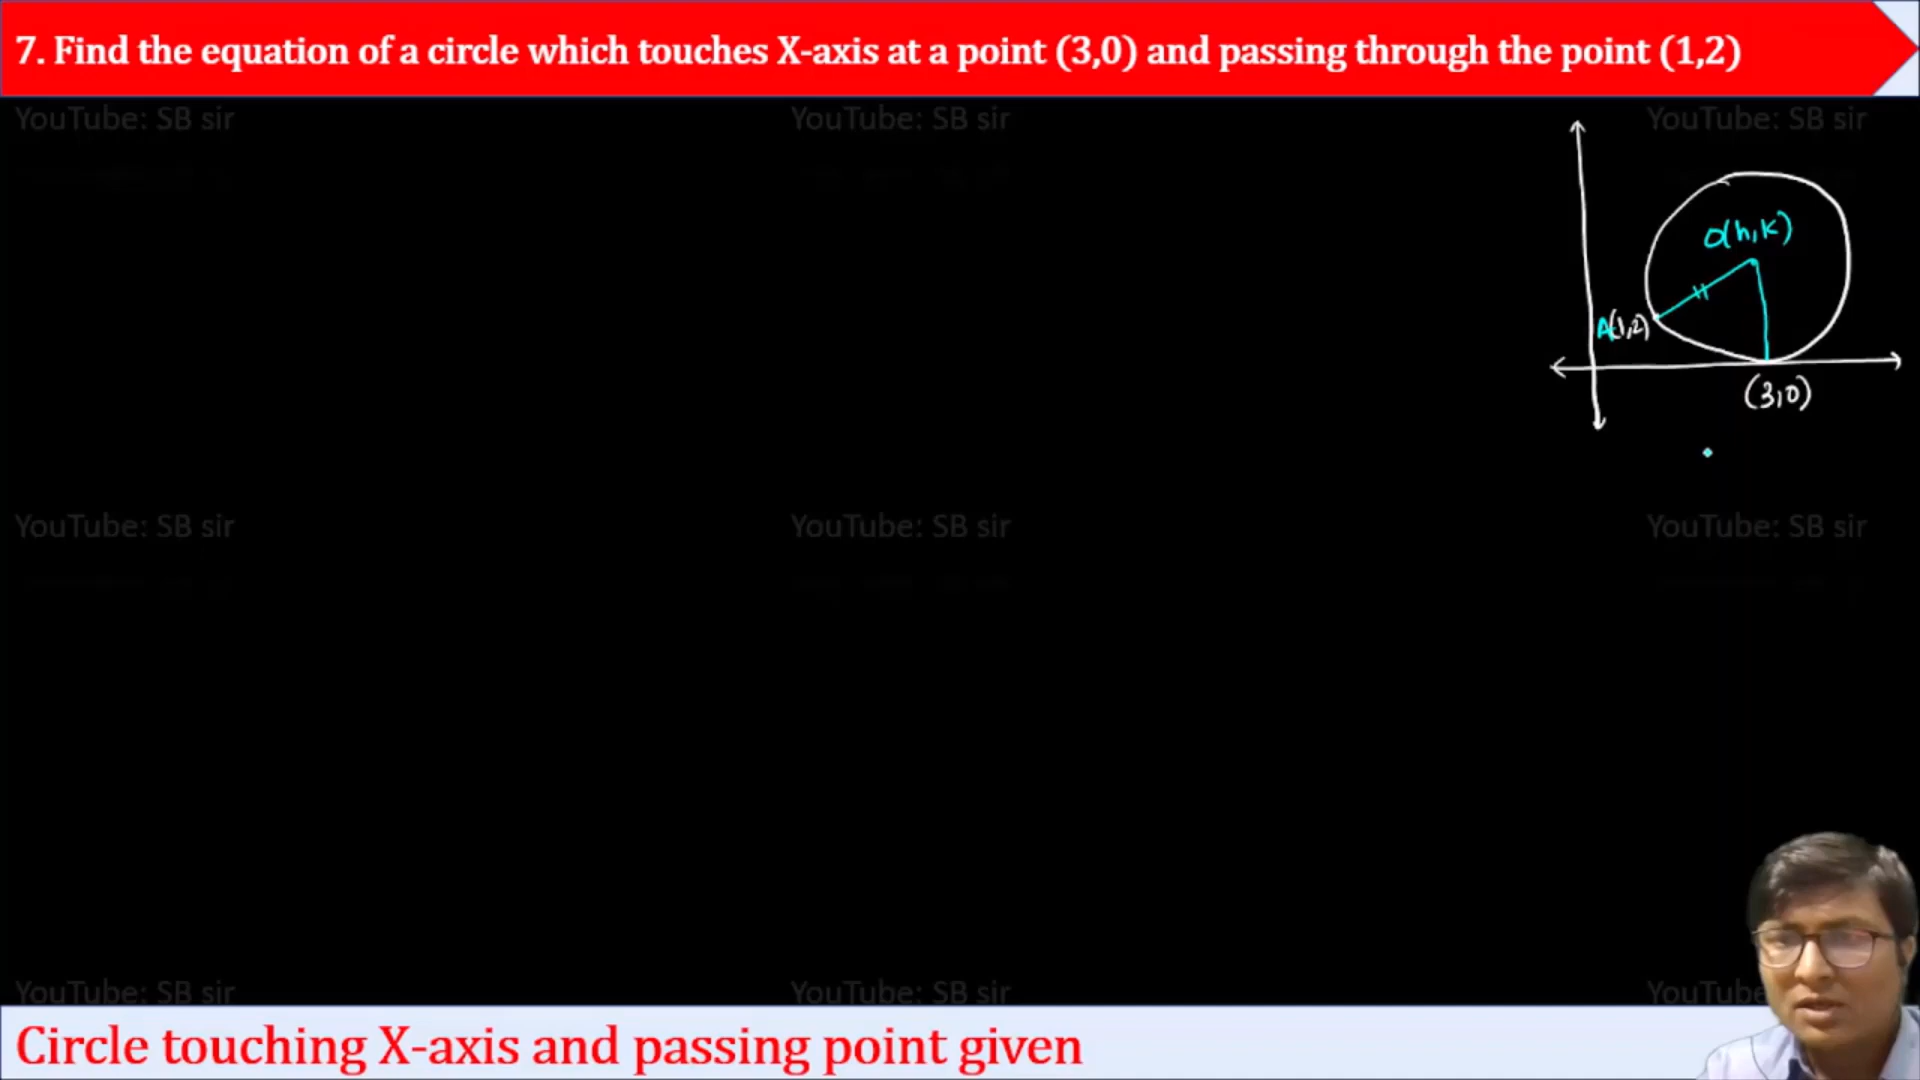 7. Find the equation of a circle which touches X-axis at a point (3,0) and passing through the point (1,2)
YouTube: SB sir YouTube: SB sir YouTube: SB sir
O(h,k)
A(1,2)
(3,0)
YouTube: SB sir YouTube: SB sir YouTube: SB sir
YouTube: SB sir YouTube: SB sir YouTube
Circle touching X-axis and passing point given